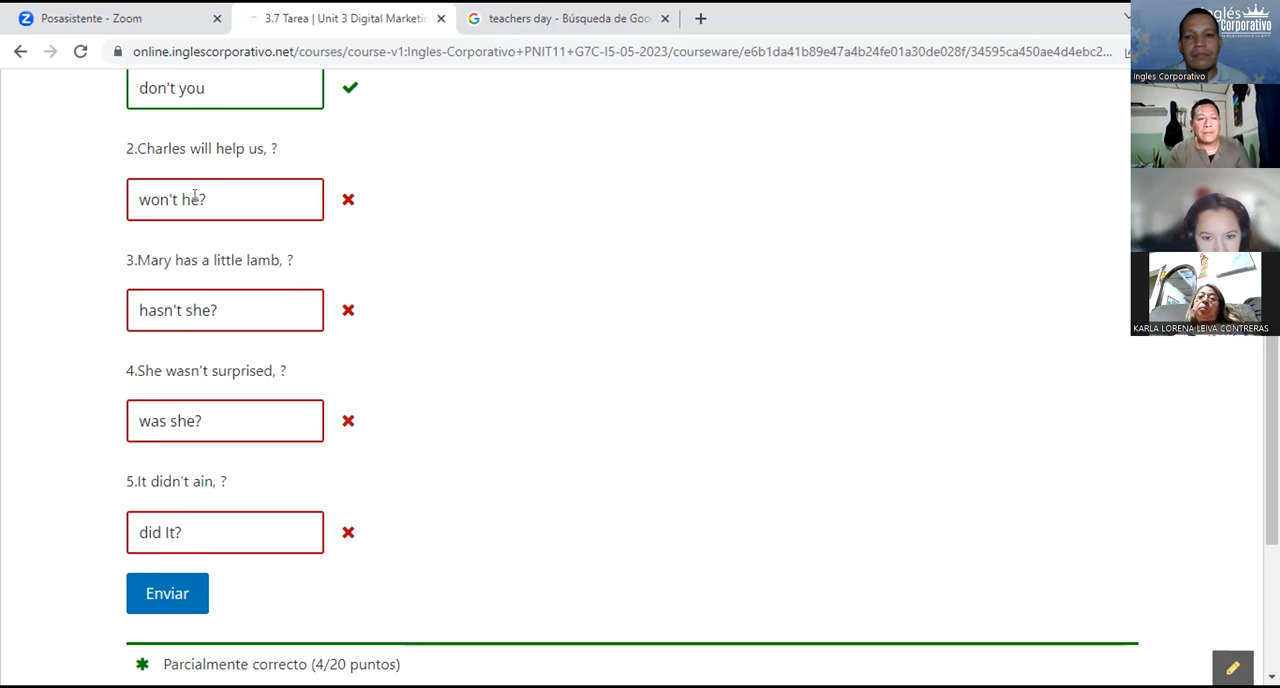 Posasistente - Zoom
3.7 Tarea | Unit 3 Digital Marketin
teachers day - Búsqueda de Goo
online.inglescorporativo.net/courses/course-v1:Ingles-Corporativo+PNIT11+G7C-I5-05-2023/courseware/e6b1da41b89e47a4b24fe01a30de028f/34595ca450ae4d4ebc2...
Inglés
Corporativo
Ingles Corporativo
don't you
2.Charles will help us, ?
won't he?
3.Mary has a little lamb, ?
hasn't she?
KARLA LORENA LEIVA CONTRERAS
4.She wasn't surprised, ?
was she?
5.It didn't ain, ?
did It?
Enviar
Parcialmente correcto (4/20 puntos)